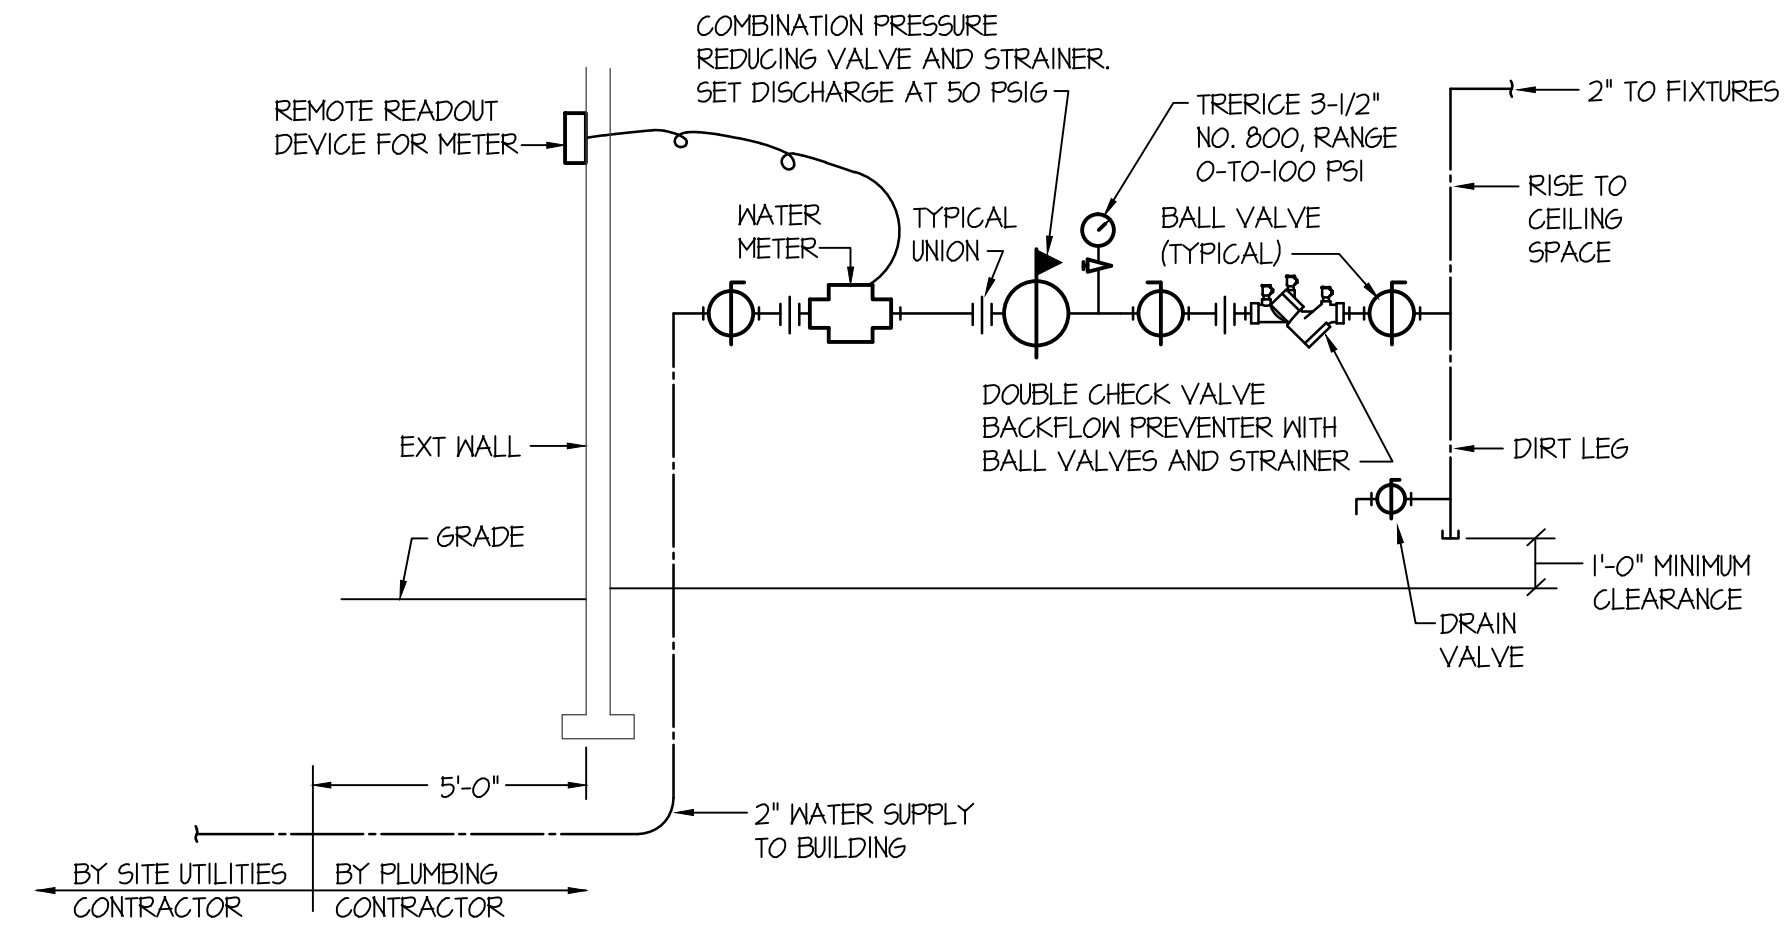 COMBINATION PRESSURE
REDUCING VALVE AND STRAINER.
SET DISCHARGE AT 50 PSIG
REMOTE READOUT
DEVICE FOR METER
TRERICE 3-1/2"
NO. 800, RANGE
0-TO-100 PSI
2" TO FIXTURES
RISE TO
CEILING
SPACE
WATER
METER
TYPICAL
UNION
BALL VALVE
(TYPICAL)
DOUBLE CHECK VALVE
BACKFLOW PREVENTER WITH
BALL VALVES AND STRAINER
EXT WALL
DIRT LEG
GRADE
1'-0" MINIMUM
CLEARANCE
DRAIN
VALVE
5'-0"
2" WATER SUPPLY
TO BUILDING
BY SITE UTILITIES
CONTRACTOR
BY PLUMBING
CONTRACTOR